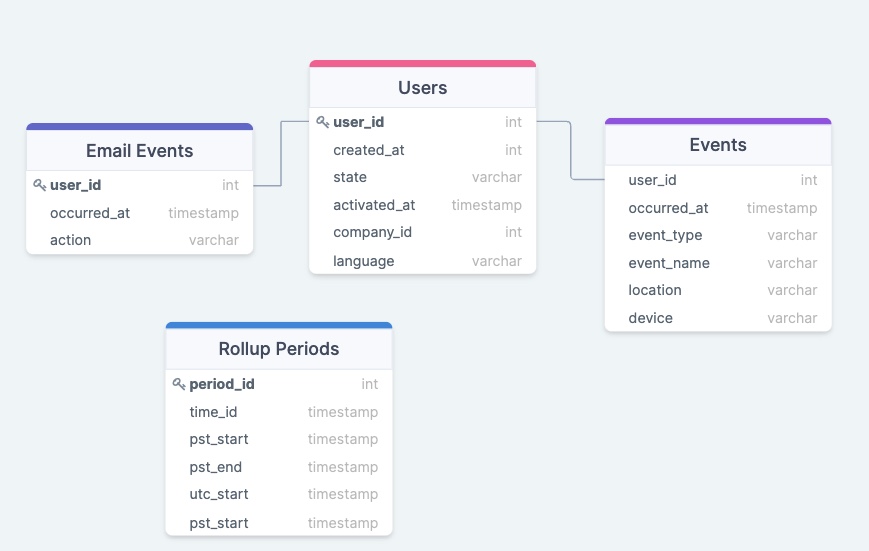 Users
user_id int
created_at int
state varchar
activated_at timestamp
company_id int
language varchar
Email Events
user_id int
occurred_at timestamp
action varchar
Events
user_id int
occurred_at timestamp
event_type varchar
event_name varchar
location varchar
device varchar
Rollup Periods
period_id int
time_id timestamp
pst_start timestamp
pst_end timestamp
utc_start timestamp
pst_start timestamp